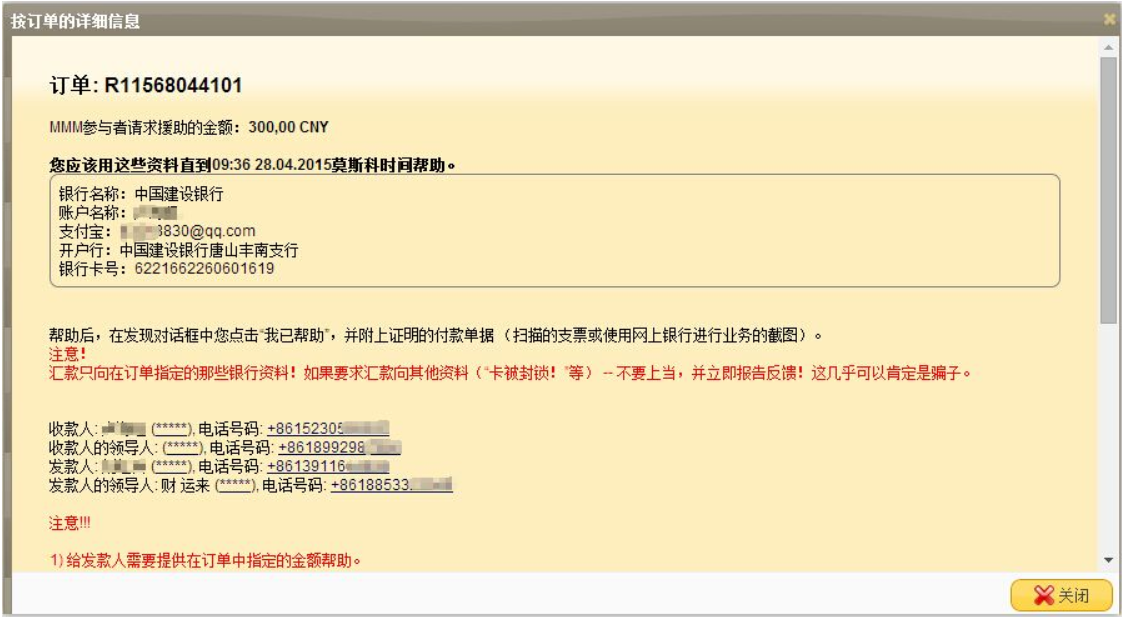 按订单的详细信息
订单: R11568044101
MMM参与者请求援助的金额：300,00 CNY
您应该用这些资料直到09:36 28.04.2015莫斯科时间帮助。
银行名称：中国建设银行
账户名称：
支付宝：3830@qq.com
开户行：中国建设银行唐山丰南支行
银行卡号：6221662260601619
帮助后，在发现对话框中您点击“我已帮助”，并附上证明的付款单据（扫描的支票或使用网上银行进行业务的截图）。
注意！
汇款只向在订单指定的那些银行资料！如果要求汇款向其他资料（“卡被封锁！”等） -- 不要上当，并立即报告反馈！这几乎可以肯定是骗子。
收款人: (*****), 电话号码: +86152305
收款人的领导人: (*****), 电话号码: +861899298
发款人: (*****), 电话号码: +86139116
发款人的领导人: 财 运来 (*****), 电话号码: +86188533
注意!!!
1) 给发款人需要提供在订单中指定的金额帮助。
关闭